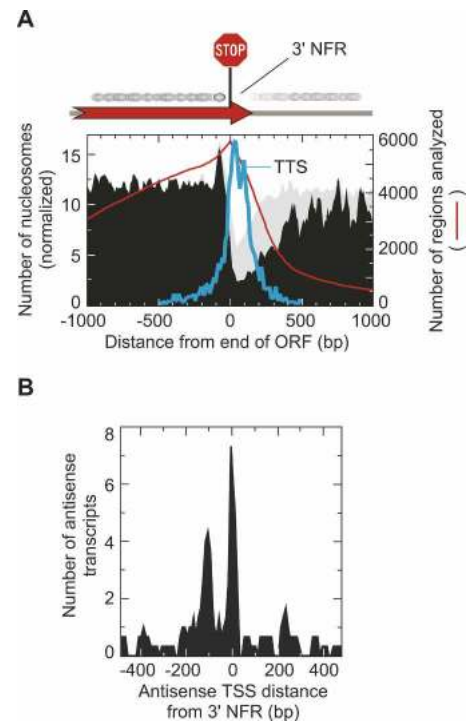 A
STOP
3' NFR
Number of nucleosomes
(normalized)
15
10
5
0
TTS
6000
4000
2000
0
Number of regions analyzed
( )
-1000
-500
0
500
1000
Distance from end of ORF (bp)
B
Number of antisense
transcripts
8
6
4
2
0
-400
-200
0
200
400
Antisense TSS distance
from 3' NFR (bp)